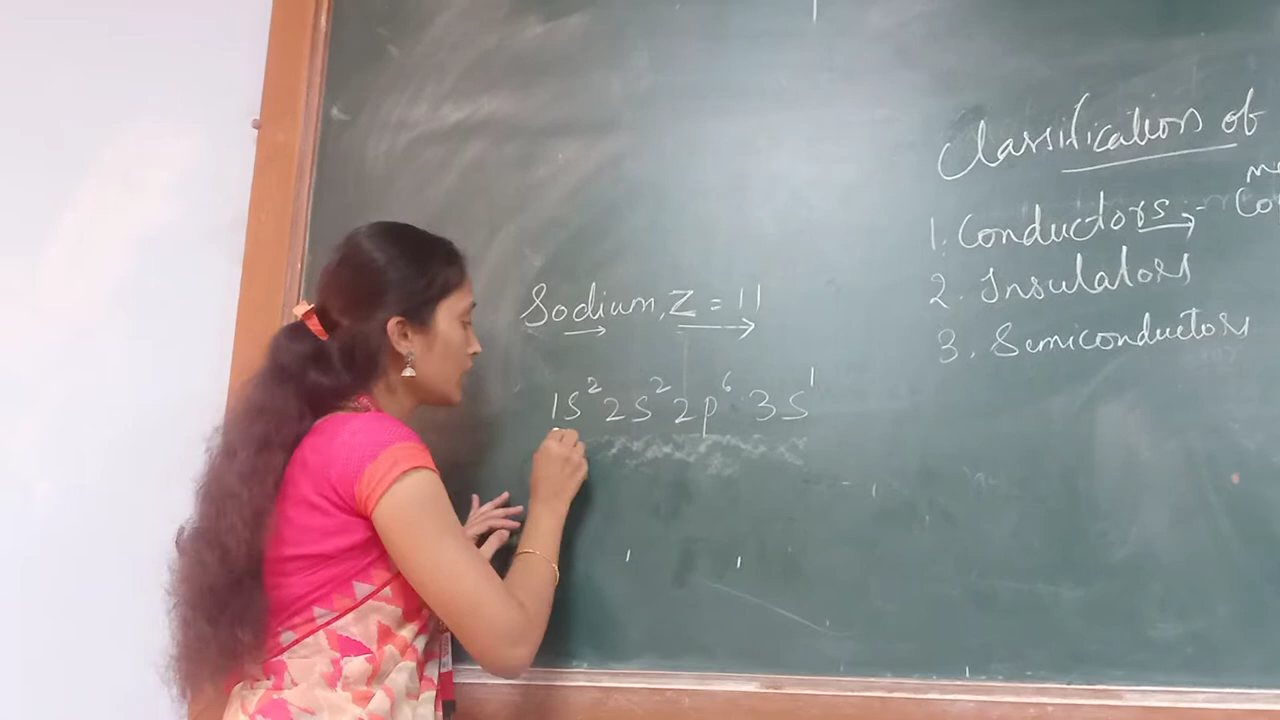 Sodium, Z = 11
1s² 2s² 2p⁶ 3s¹
Classification of
1. Conductors →
2. Insulators
3. Semiconductors